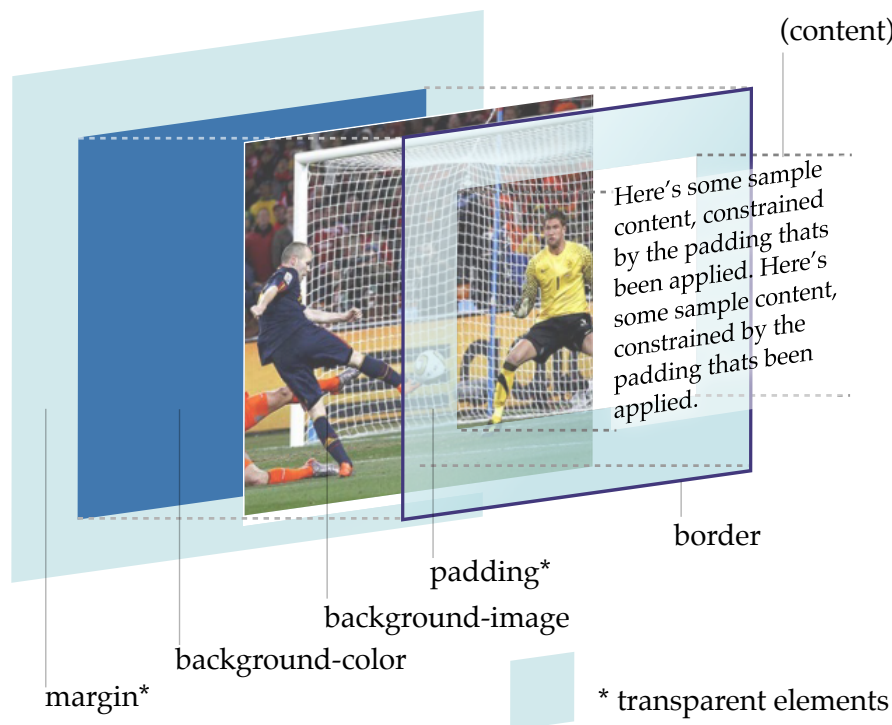 (content)
Here's some sample
content, constrained
by the padding thats
been applied. Here's
some sample content,
constrained by the
padding thats been
applied.
border
padding*
background-image
background-color
margin*
* transparent elements